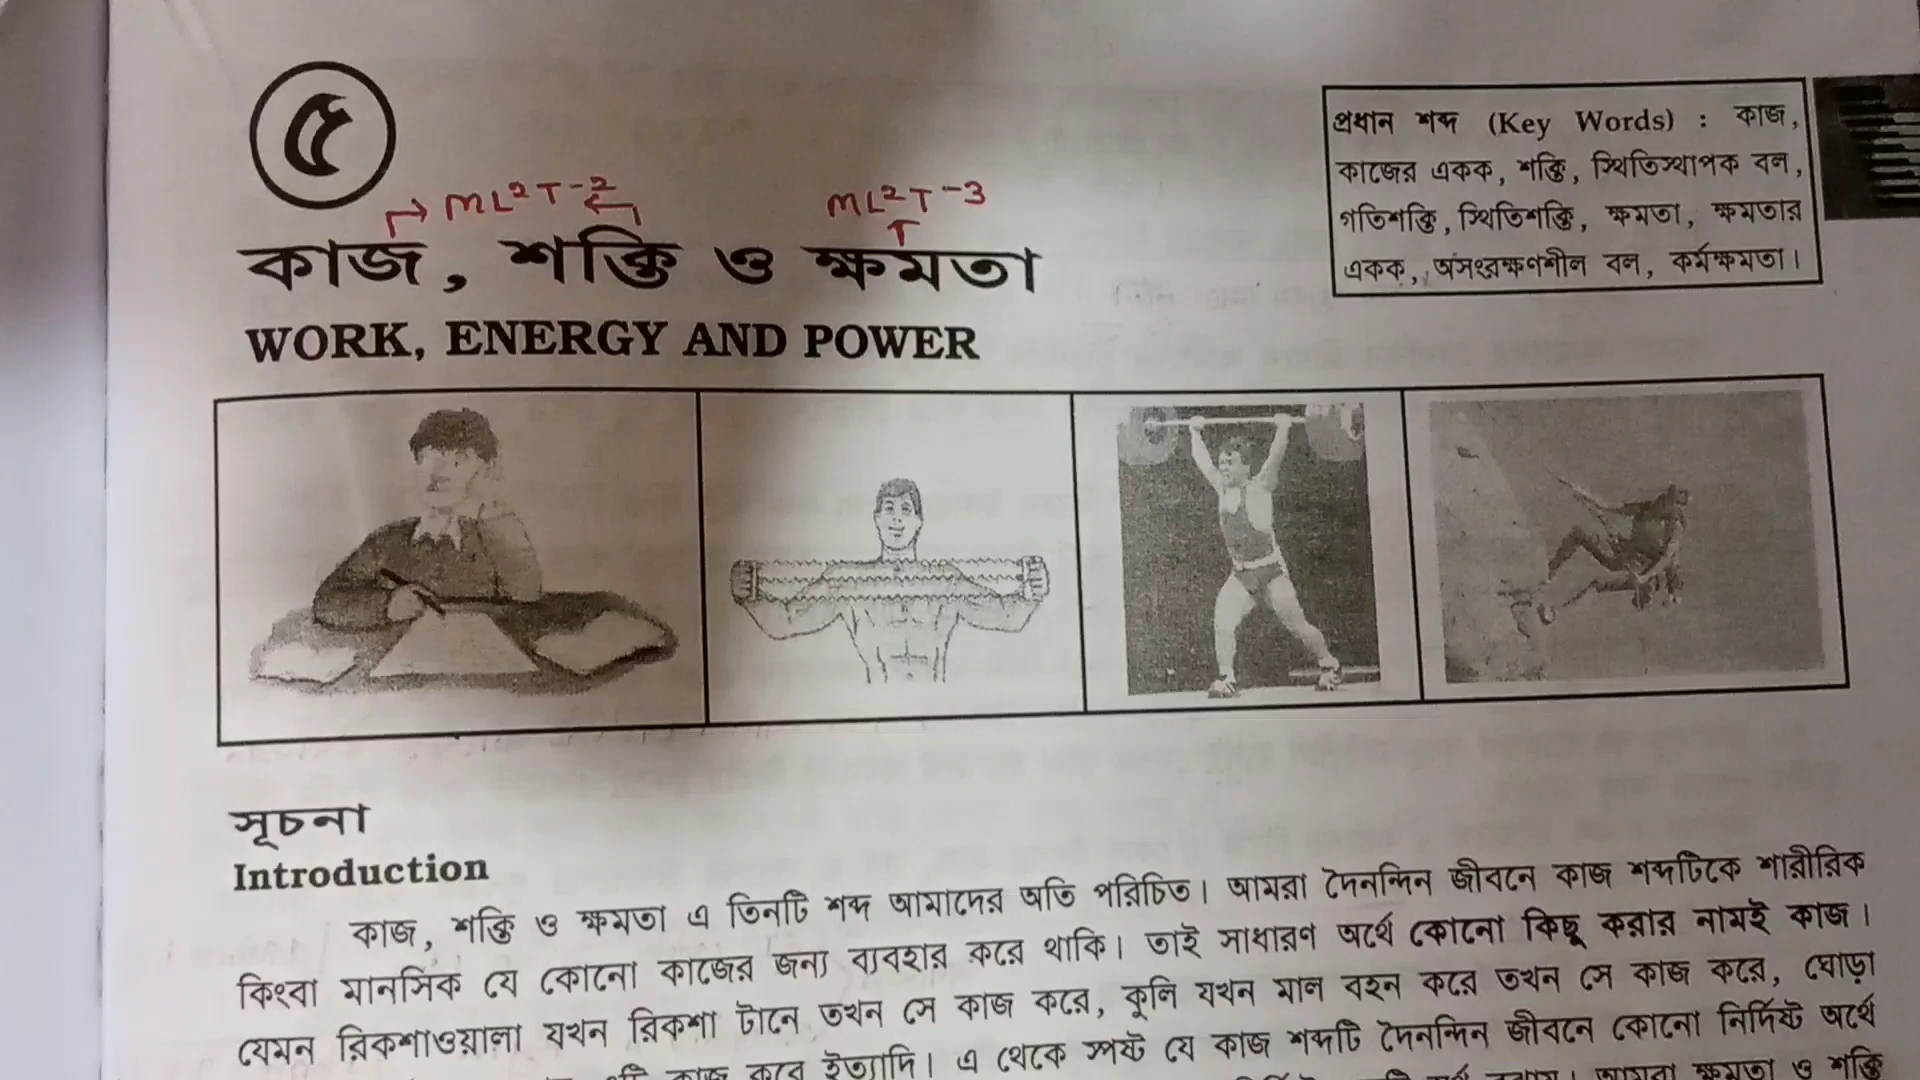 ৫
ML²T⁻²
ML²T⁻³
কাজ, শক্তি ও ক্ষমতা
WORK, ENERGY AND POWER
প্রধান শব্দ (Key Words) : কাজ,
কাজের একক, শক্তি, স্থিতিস্থাপক বল,
গতিশক্তি, স্থিতিশক্তি, ক্ষমতা, ক্ষমতার
একক, অসংরক্ষণশীল বল, কর্মক্ষমতা।
সূচনা
Introduction
কাজ, শক্তি ও ক্ষমতা এ তিনটি শব্দ আমাদের অতি পরিচিত। আমরা দৈনন্দিন জীবনে কাজ শব্দটিকে শারীরিক
কিংবা মানসিক যে কোনো কাজের জন্য ব্যবহার করে থাকি। তাই সাধারণ অর্থে কোনো কিছু করার নামই কাজ।
যেমন রিকশাওয়ালা যখন রিকশা টানে তখন সে কাজ করে, কুলি যখন মাল বহন করে তখন সে কাজ করে, ঘোড়া
কাজ করে ইত্যাদি। এ থেকে স্পষ্ট যে কাজ শব্দটি দৈনন্দিন জীবনে কোনো নির্দিষ্ট অর্থে
আমরা ক্ষমতা ও শক্তি